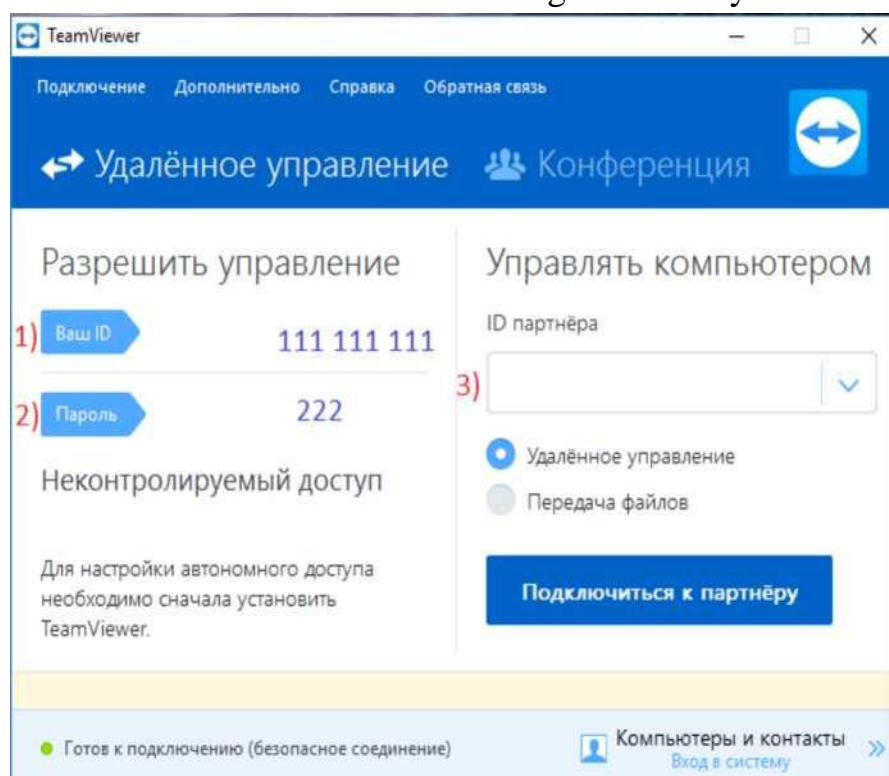 TeamViewer
Подключение Дополнительно Справка Обратная связь
Удалённое управление Конференция
Разрешить управление
1) Ваш ID 111 111 111
2) Пароль 222
Неконтролируемый доступ
Для настройки автономного доступа
необходимо сначала установить
TeamViewer.
Управлять компьютером
ID партнёра
3)
Удалённое управление
Передача файлов
Подключиться к партнёру
Готов к подключению (безопасное соединение)
Компьютеры и контакты
Вход в систему